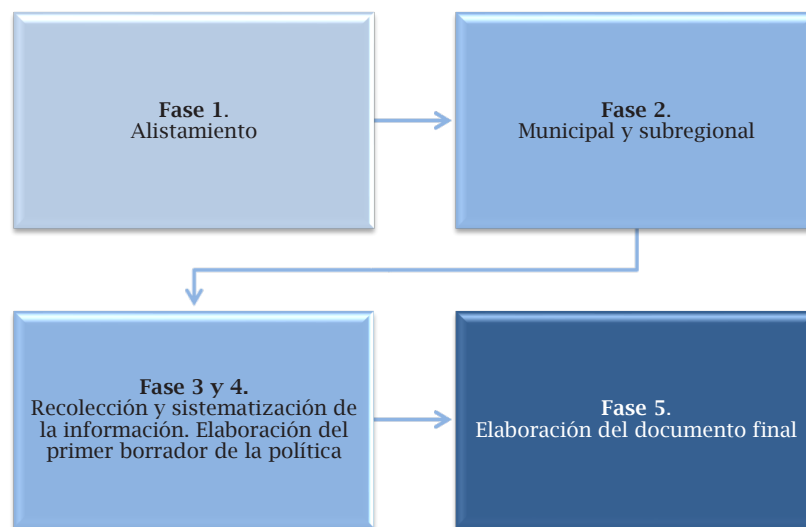 Fase 1.
Alistamiento
Fase 2.
Municipal y subregional
Fase 3 y 4.
Recolección y sistematización de
la información. Elaboración del
primer borrador de la política
Fase 5.
Elaboración del documento final